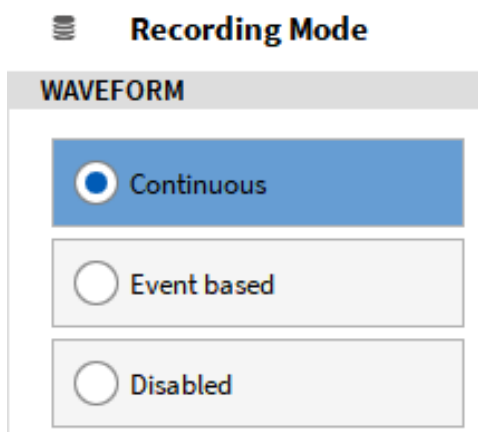 Recording Mode
WAVEFORM
Continuous
Event based
Disabled